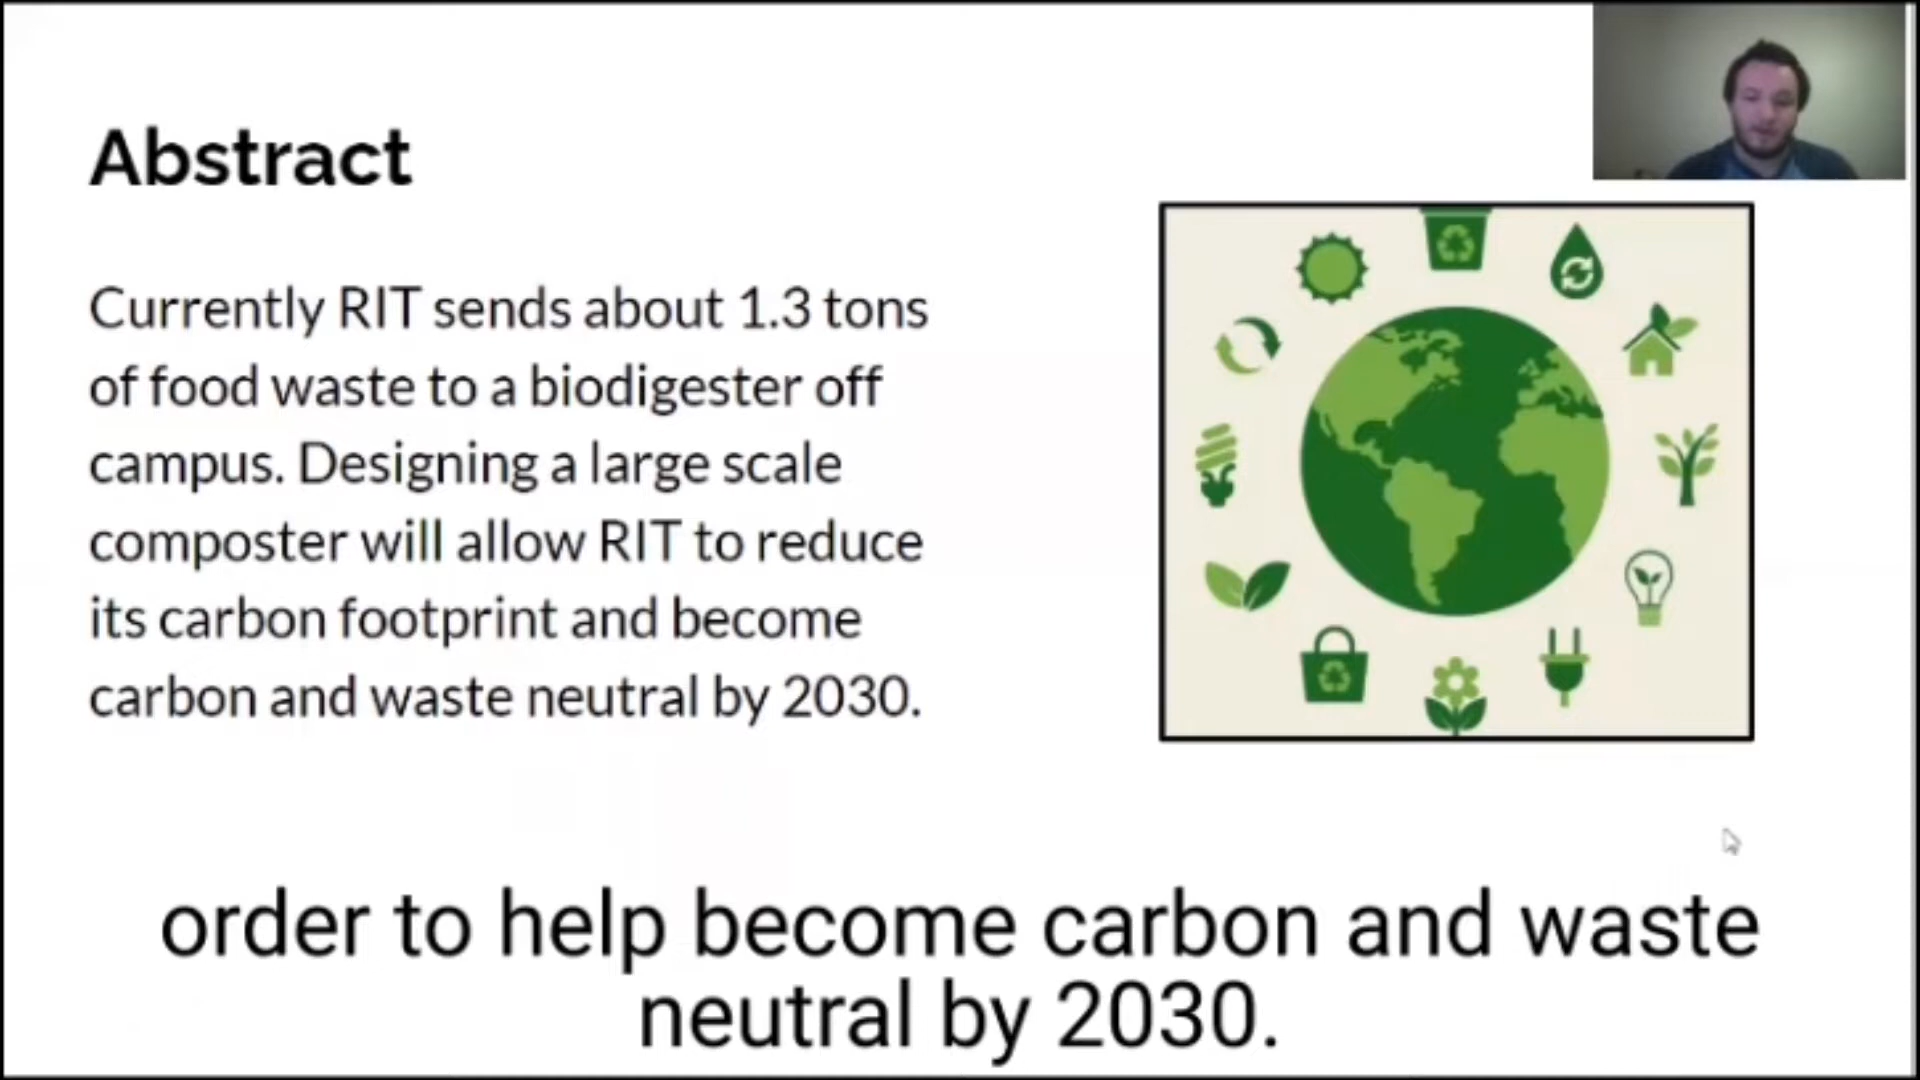 Abstract
Currently RIT sends about 1.3 tons
of food waste to a biodigester off
campus. Designing a large scale
composter will allow RIT to reduce
its carbon footprint and become
carbon and waste neutral by 2030.
order to help become carbon and waste
neutral by 2030.